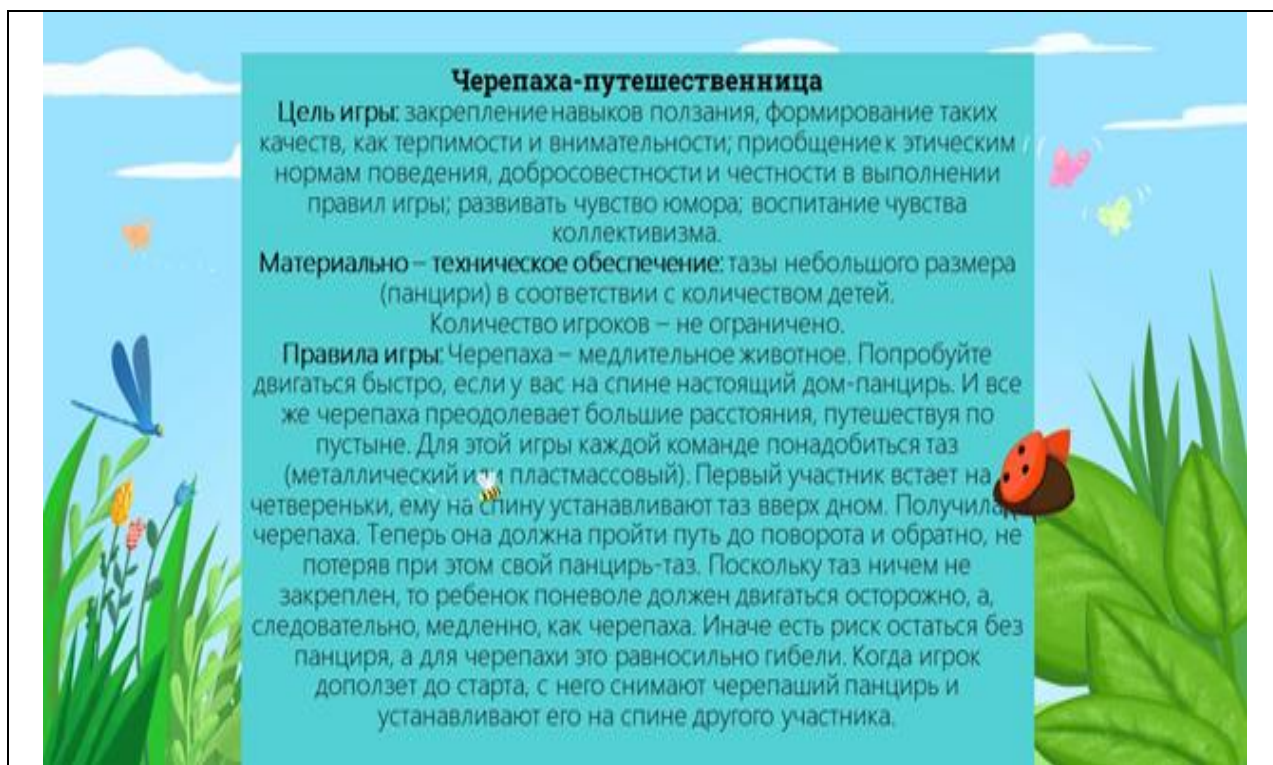 Черепаха-путешественница
Цель игры: закрепление навыков ползания, формирование таких
качеств, как терпимости и внимательности; приобщение к этическим
нормам поведения, добросовестности и честности в выполнении
правил игры; развивать чувство юмора; воспитание чувства
коллективизма.
Материально – техническое обеспечение: тазы небольшого размера
(панцири) в соответствии с количеством детей.
Количество игроков – не ограничено.
Правила игры: Черепаха – медлительное животное. Попробуйте
двигаться быстро, если у вас на спине настоящий дом-панцирь. И все
же черепаха преодолевает большие расстояния, путешествуя по
пустыне. Для этой игры каждой команде понадобиться таз
(металлический или пластмассовый). Первый участник встает на
четвереньки, ему на спину устанавливают таз вверх дном. Получилась
черепаха. Теперь она должна пройти путь до поворота и обратно, не
потеряв при этом свой панцирь-таз. Поскольку таз ничем не
закреплен, то ребенок поневоле должен двигаться осторожно, а,
следовательно, медленно, как черепаха. Иначе есть риск остаться без
панциря, а для черепахи это равносильно гибели. Когда игрок
доползет до старта, с него снимают черепаший панцирь и
устанавливают его на спине другого участника.